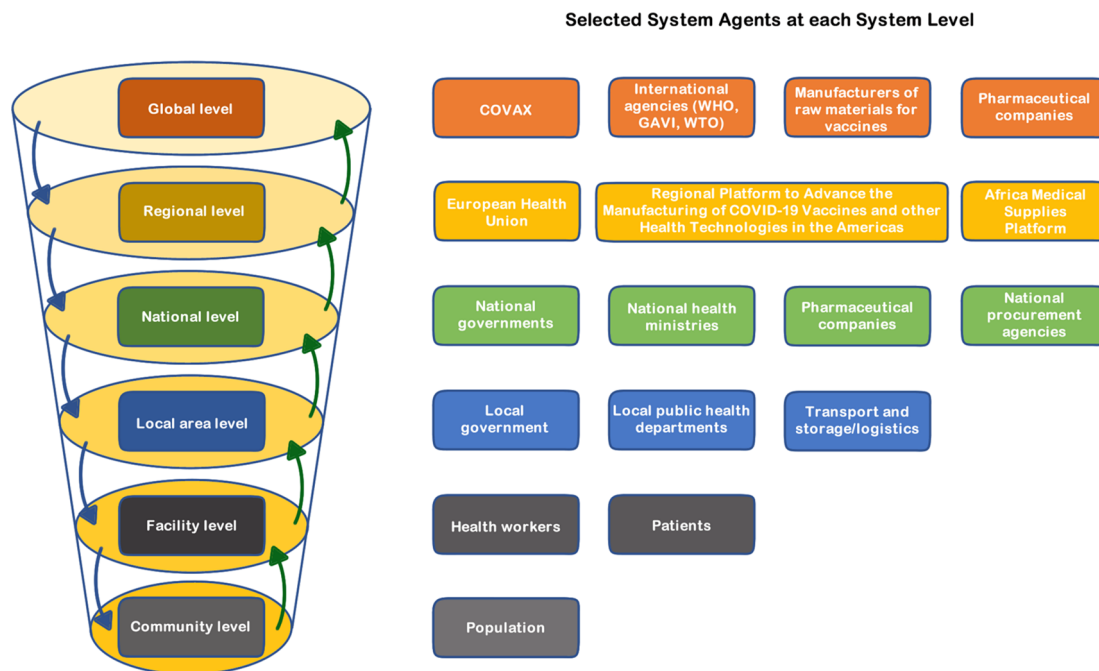 Selected System Agents at each System Level
Global level
COVAX
International
agencies (WHO,
GAVI, WTO)
Manufacturers
of raw materials for
vaccines
Pharmaceutical
companies
Regional level
European Health
Union
Regional Platform to Advance the
Manufacturing of COVID-19 Vaccines and other
Health Technologies in the Americas
Africa Medical
Supplies
Platform
National level
National
governments
National health
ministries
Pharmaceutical
companies
National
procurement
agencies
Local area level
Local
government
Local public health
departments
Transport and
storage/logistics
Facility level
Health workers
Patients
Community level
Population